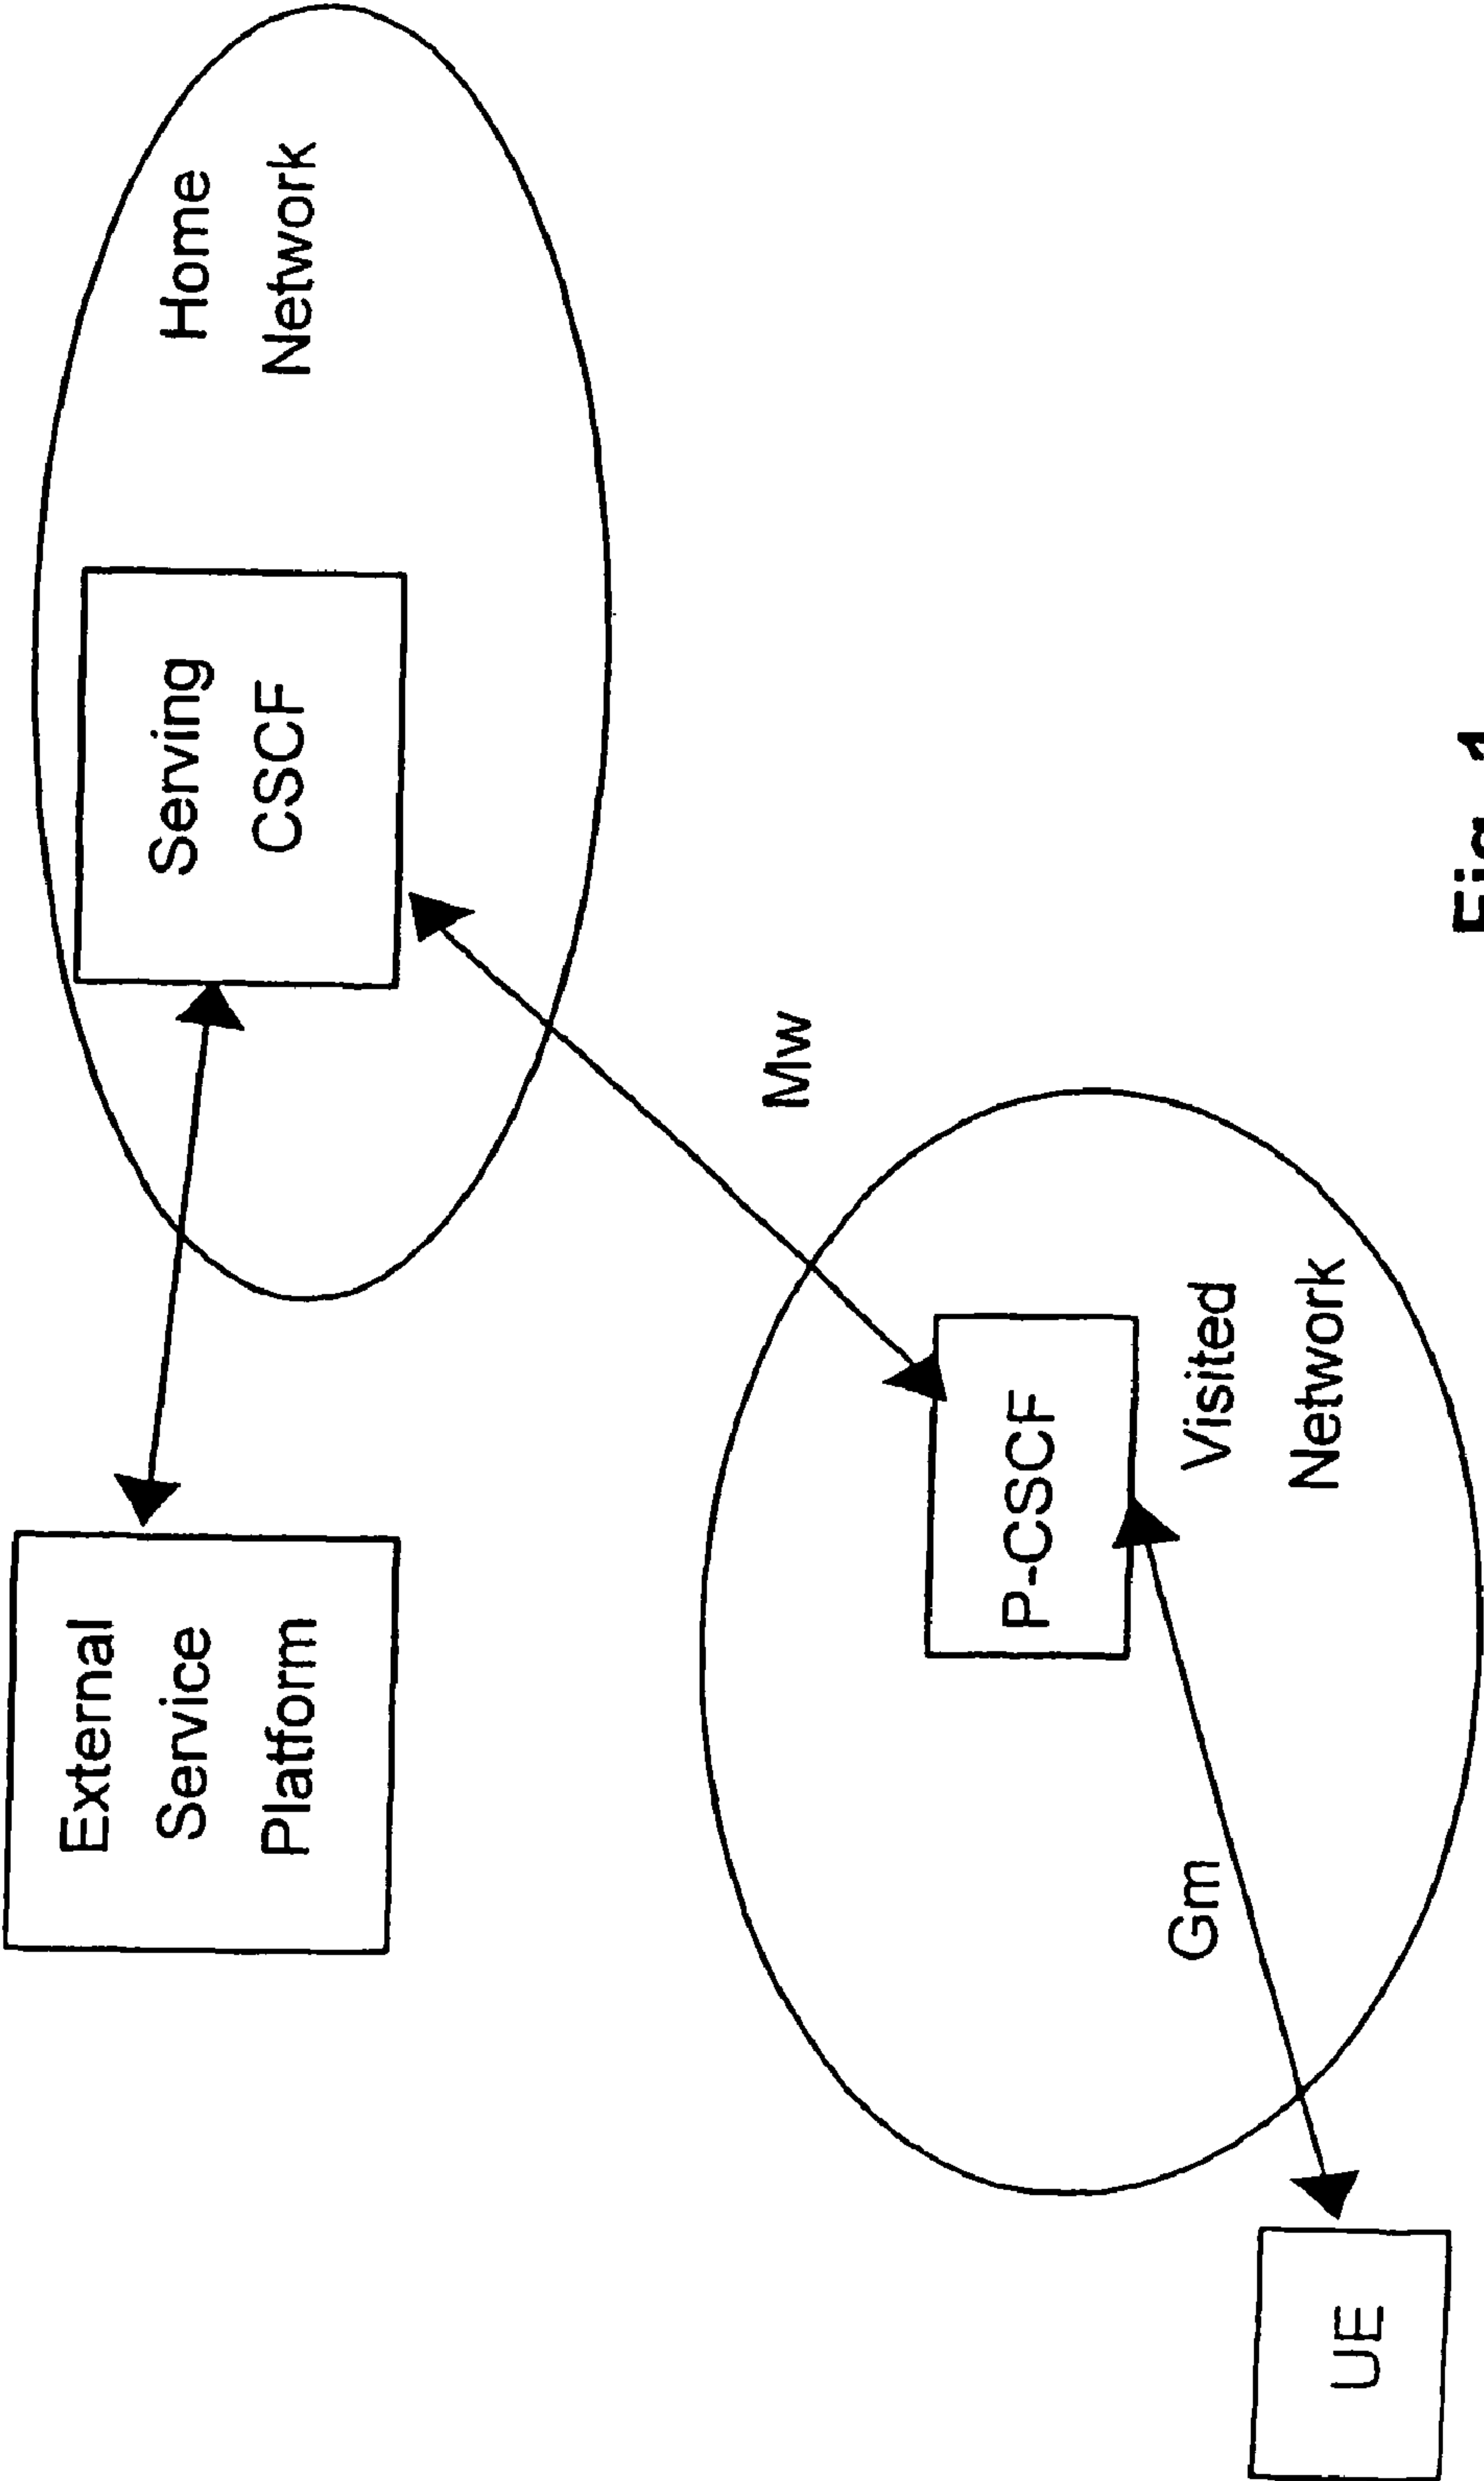 External
Service
Platform
Serving
CSCF
Home
Network
Mw
P-CSCF
Visited
Network
Gm
UE